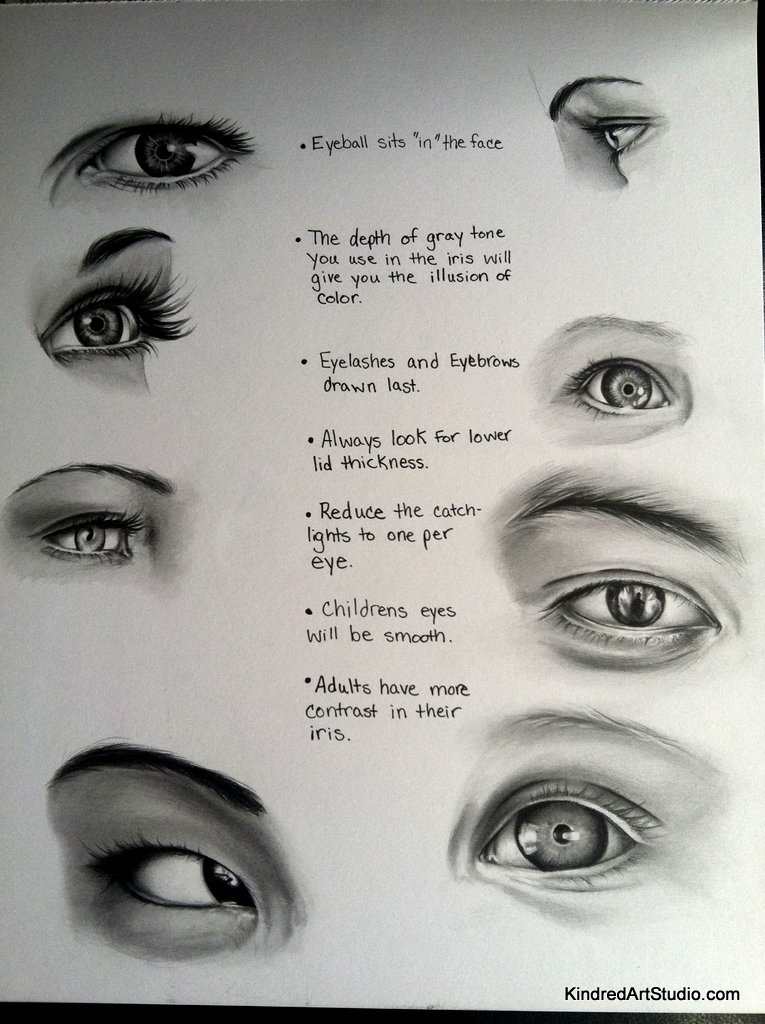 • Eyeball sits "in" the face
• The depth of gray tone
you use in the iris will
give you the illusion of
color.
• Eyelashes and Eyebrows
drawn last.
• Always look for lower
lid thickness.
• Reduce the catch-
lights to one per
eye.
• Childrens eyes
will be smooth.
• Adults have more
contrast in their
iris.
KindredArtStudio.com